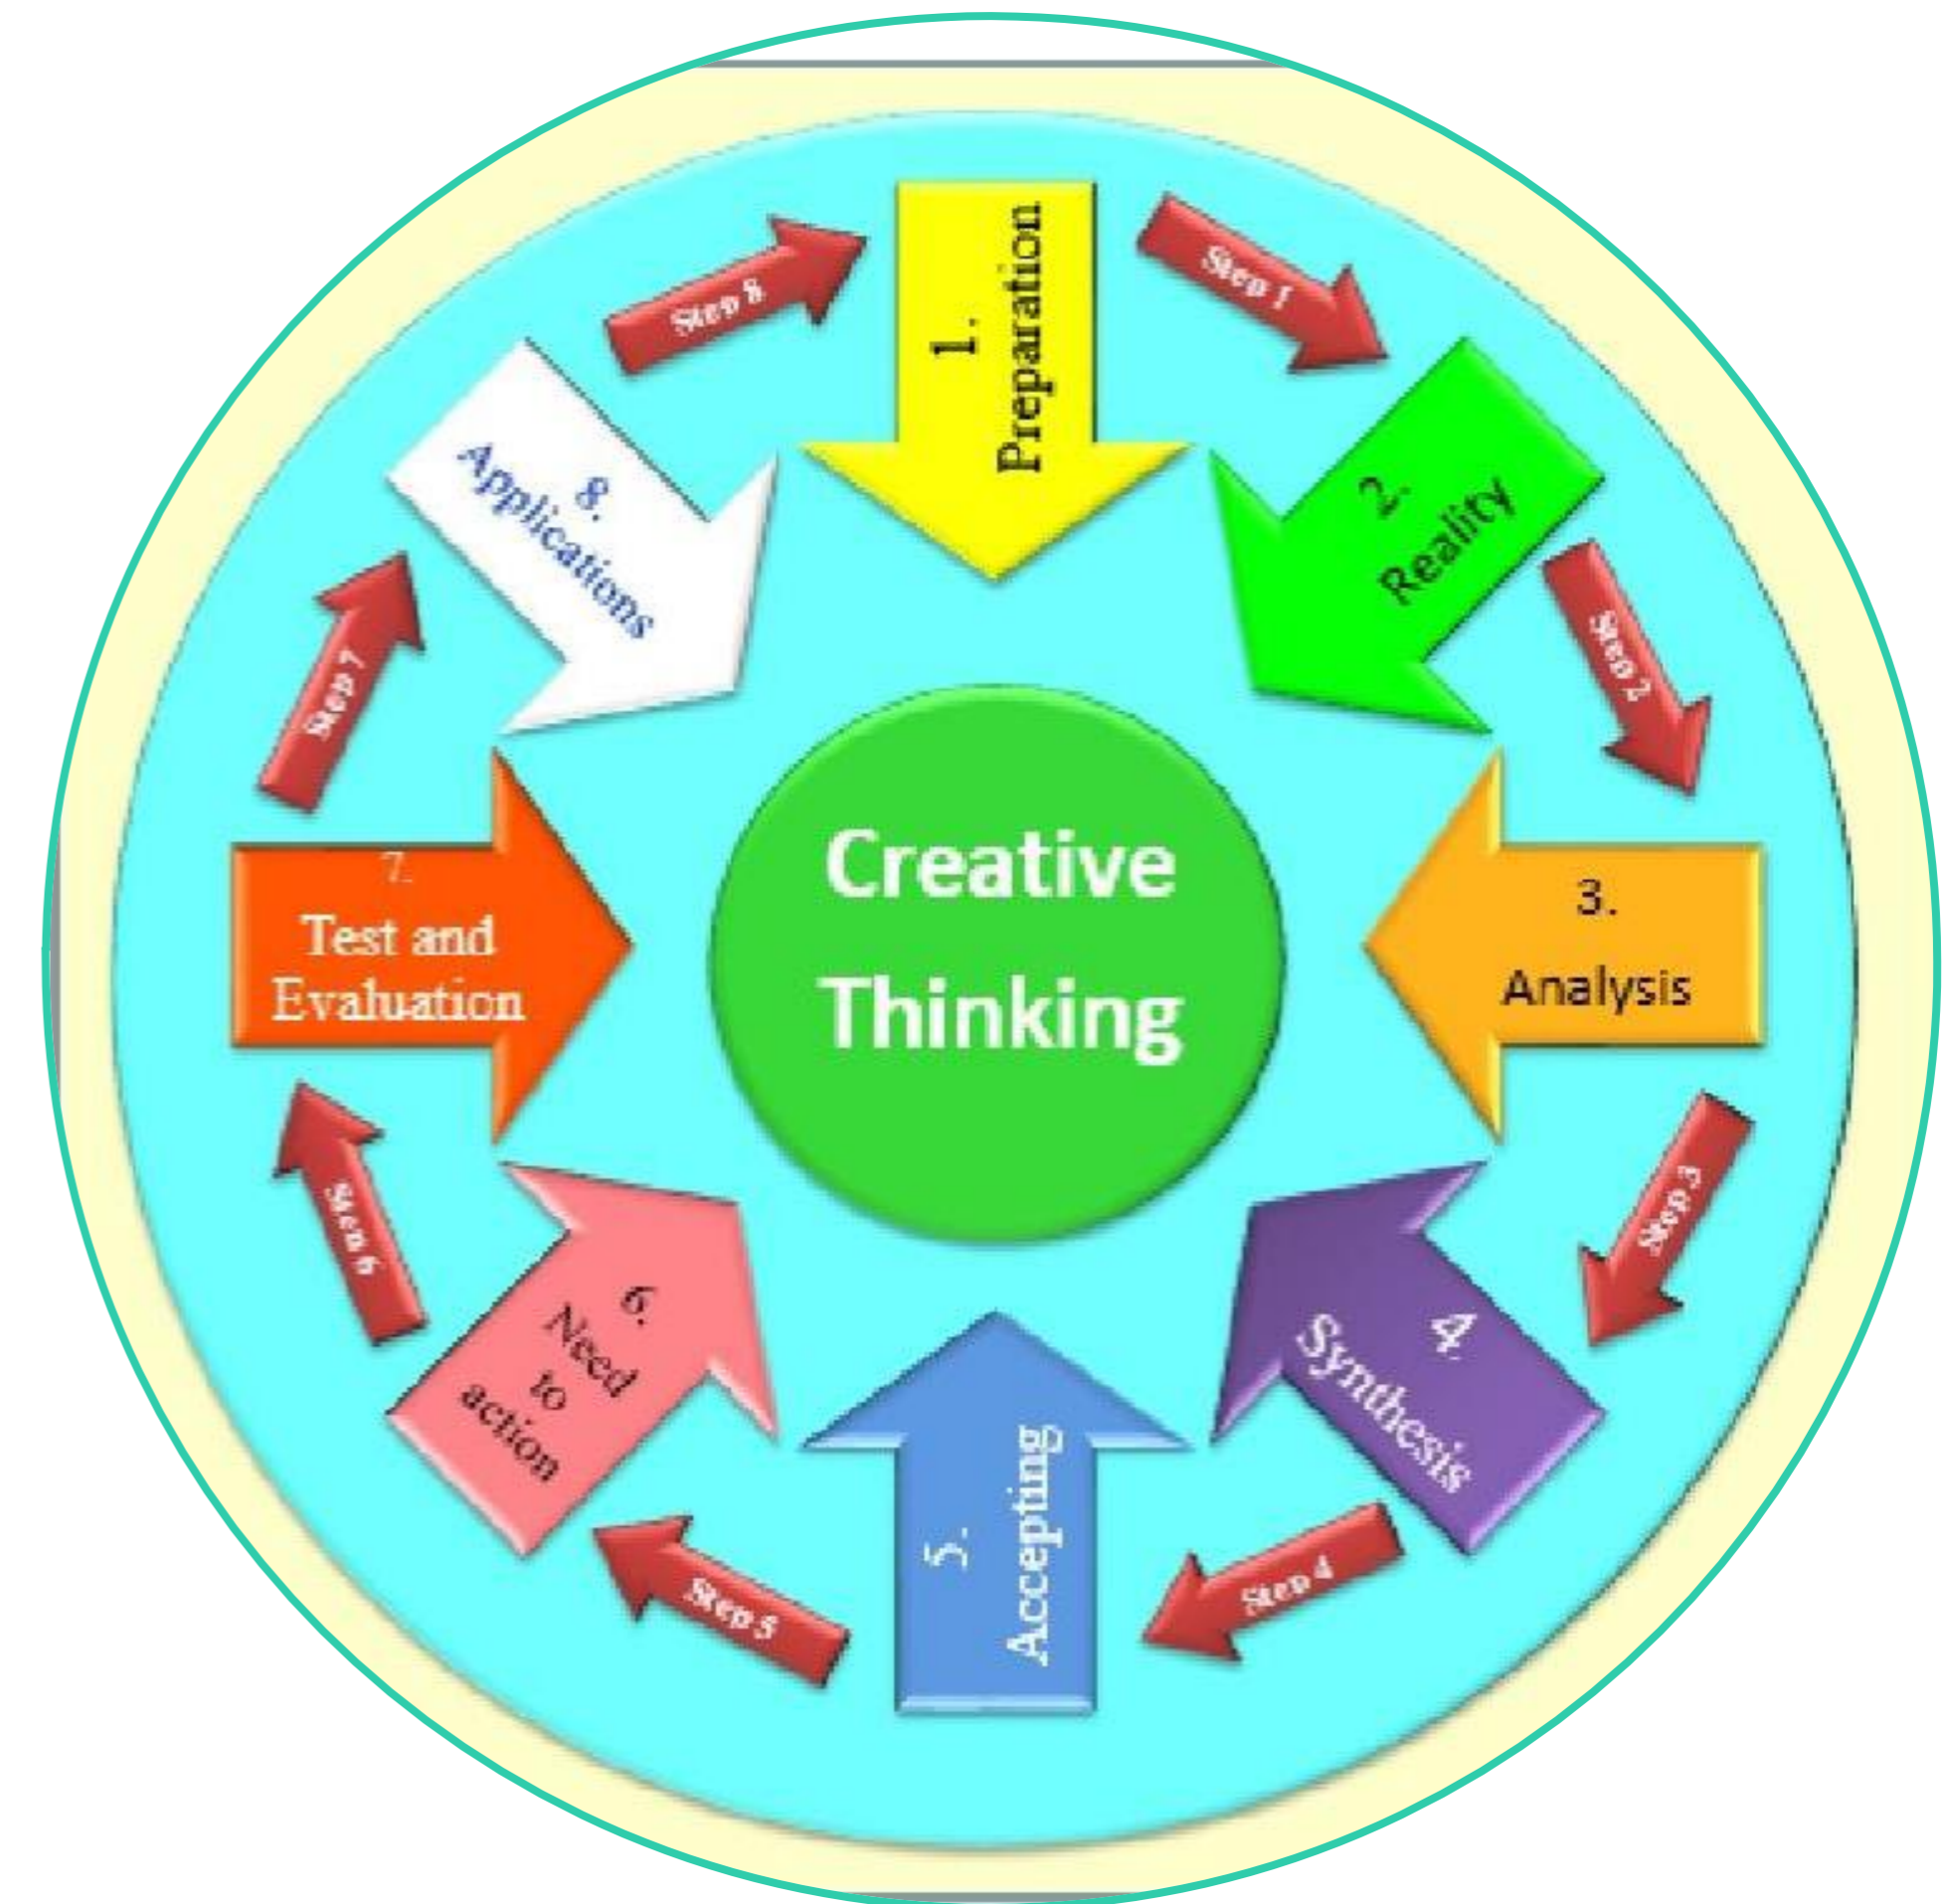 Creative
Thinking
1.
Preparation
Step 1
2.
Reality
Step 2
3.
Analysis
Step 3
4.
Synthesis
Step 4
5.
Accepting
Step 5
6.
Need
to
action
Step 6
7.
Test and
Evaluation
Step 7
8.
Applications
Step 8